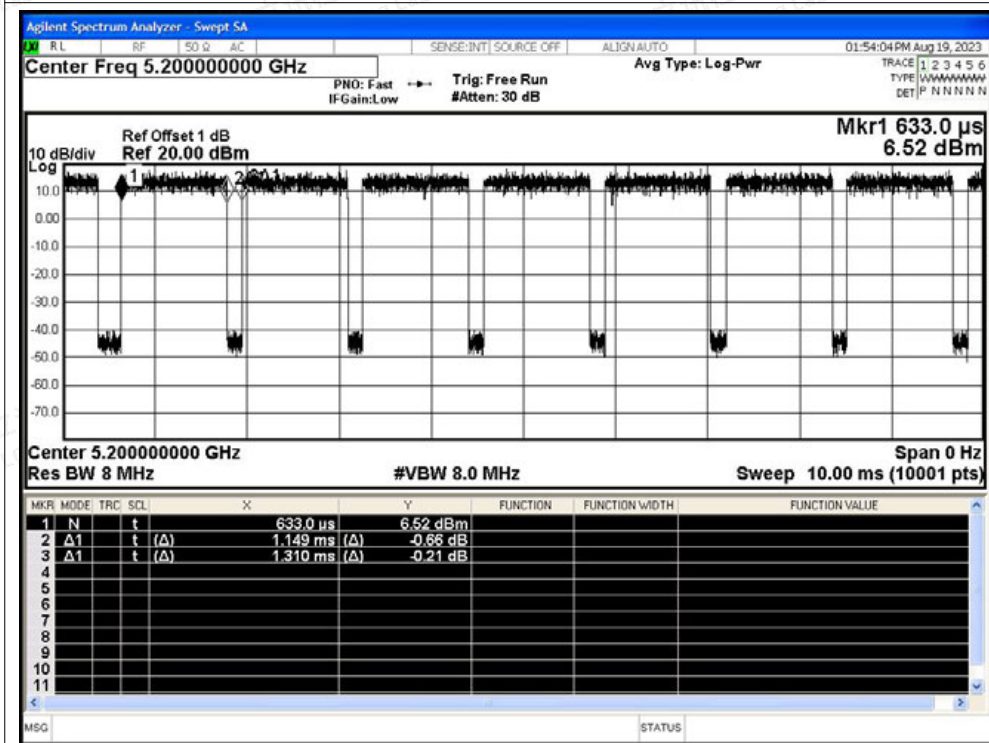 Agilent Spectrum Analyzer - Swept SA
RL RF 50 Ω AC SENSE:INT SOURCE OFF ALIGN AUTO 01:54:04 PM Aug 19, 2023
Center Freq 5.200000000 GHz
PNO: Fast
IFGain:Low
Trig: Free Run
#Atten: 30 dB
Avg Type: Log-Pwr
TRACE 1 2 3 4 5 6
TYPE WWWWWW
DET P N N N N N
Mkr1 633.0 µs
6.52 dBm
Ref Offset 1 dB
10 dB/div Ref 20.00 dBm
Log
1
10.0
0.00
-10.0
-20.0
-30.0
-40.0
-50.0
-60.0
-70.0
Center 5.200000000 GHz Span 0 Hz
Res BW 8 MHz #VBW 8.0 MHz Sweep 10.00 ms (10001 pts)
MKR MODE TRC SCL X Y FUNCTION FUNCTION WIDTH FUNCTION VALUE
1 N t 633.0 µs 6.52 dBm
2 Δ1 t (Δ) 1.149 ms (Δ) -0.66 dB
3 Δ1 t (Δ) 1.310 ms (Δ) -0.21 dB
4
5
6
7
8
9
10
11
MSG STATUS